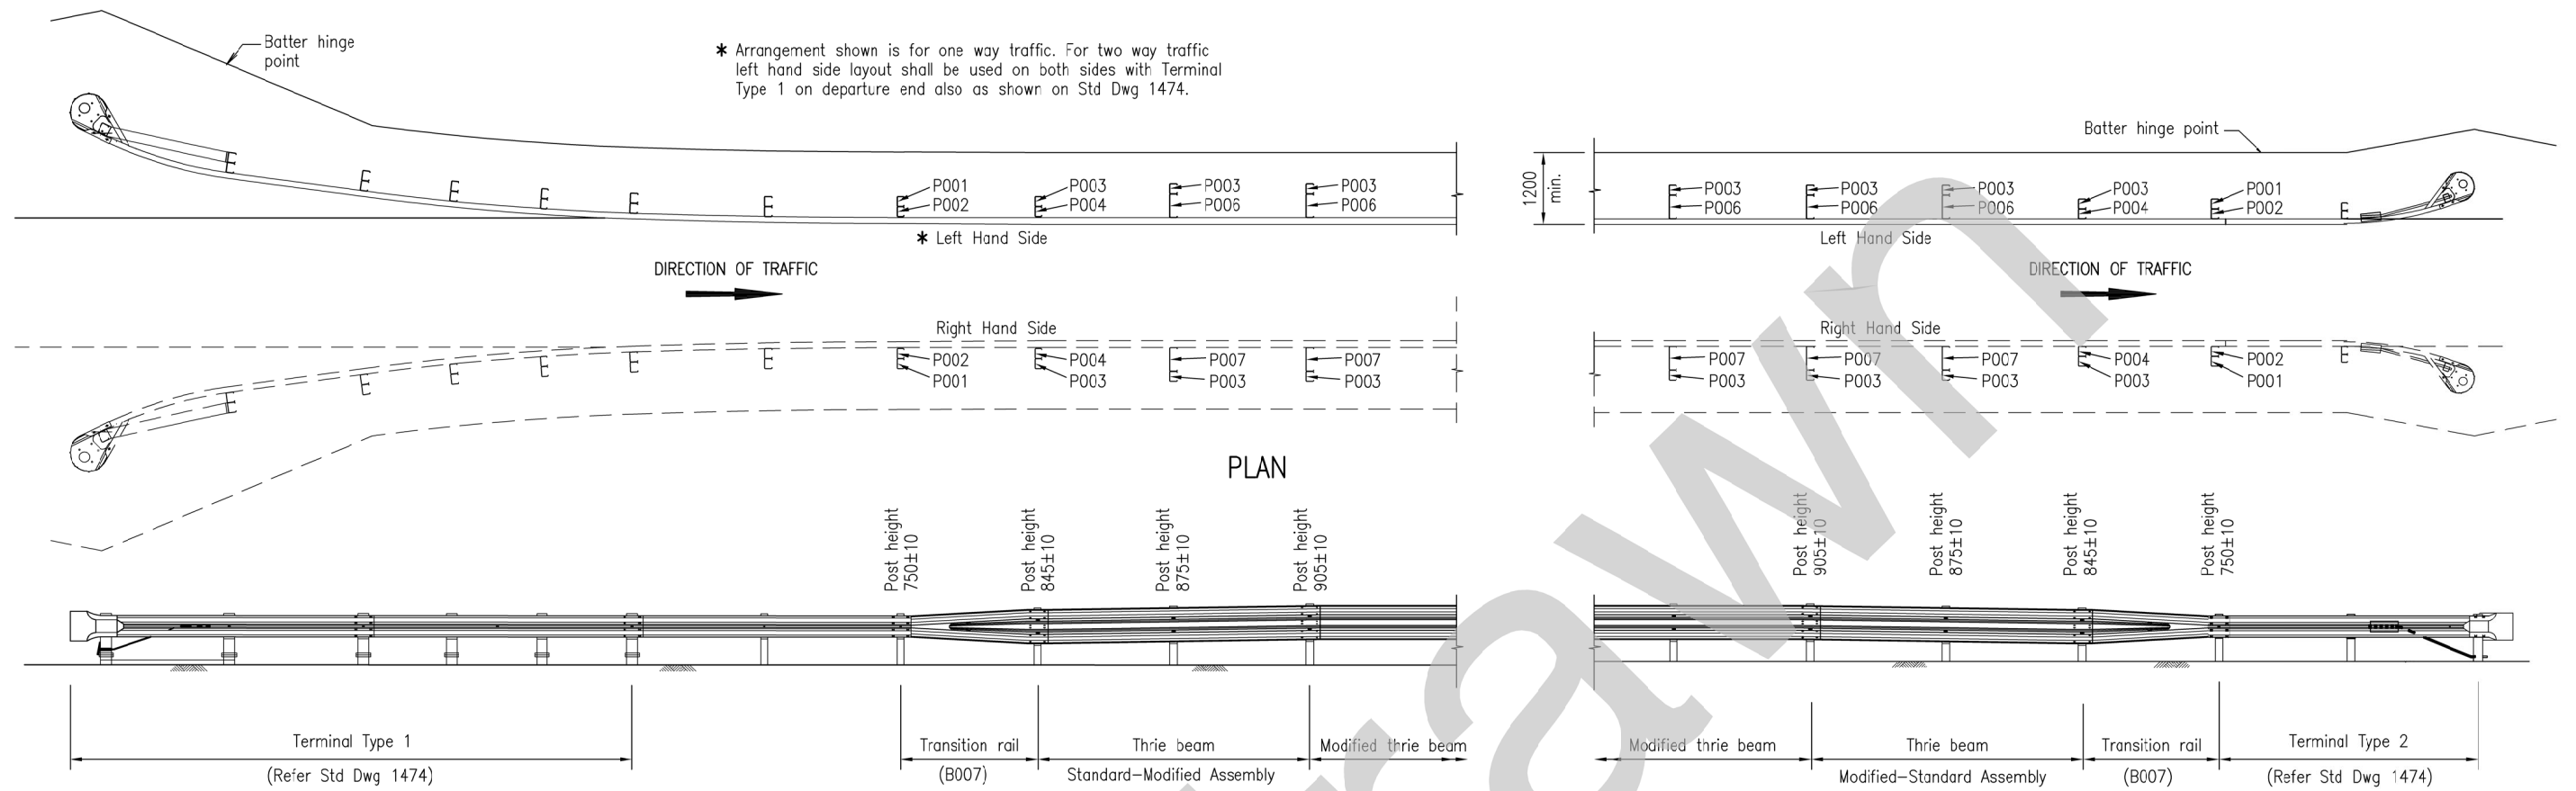 Batter hinge
point
* Arrangement shown is for one way traffic. For two way traffic
left hand side layout shall be used on both sides with Terminal
Type 1 on departure end also as shown on Std Dwg 1474.
Batter hinge point
1200
min.
P001 P003 P003 P003
P002 P004 P006 P006
P003 P003 P003 P003 P001
P006 P006 P006 P004 P002
* Left Hand Side
Left Hand Side
DIRECTION OF TRAFFIC
DIRECTION OF TRAFFIC
Right Hand Side
Right Hand Side
P002 P004 P007 P007
P001 P003 P003 P003
P007 P007 P007 P004 P002
P003 P003 P003 P003 P001
PLAN
Post height
750±10
Post height
845±10
Post height
875±10
Post height
905±10
Post height
905±10
Post height
875±10
Post height
845±10
Post height
750±10
Terminal Type 1
(Refer Std Dwg 1474)
Transition rail
(B007)
Thrie beam
Standard-Modified Assembly
Modified thrie beam
Modified thrie beam
Thrie beam
Modified-Standard Assembly
Transition rail
(B007)
Terminal Type 2
(Refer Std Dwg 1474)
rawn